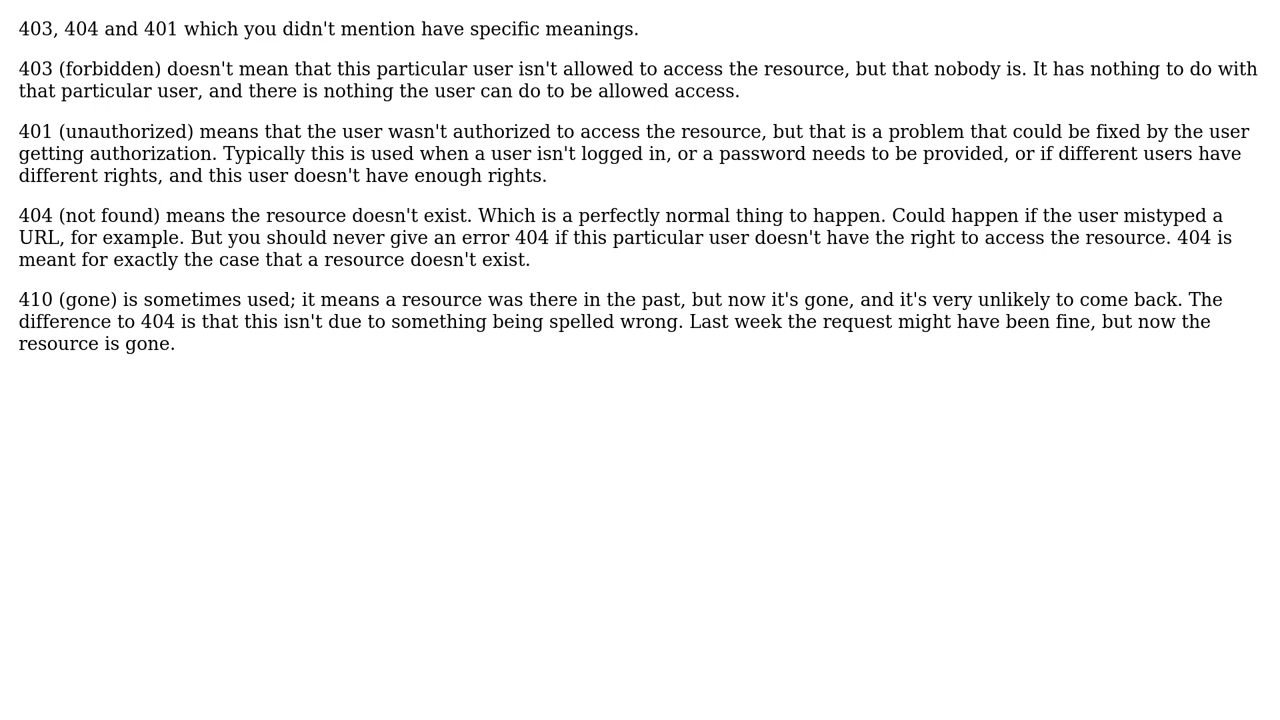 403, 404 and 401 which you didn't mention have specific meanings.
403 (forbidden) doesn't mean that this particular user isn't allowed to access the resource, but that nobody is. It has nothing to do with
that particular user, and there is nothing the user can do to be allowed access.
401 (unauthorized) means that the user wasn't authorized to access the resource, but that is a problem that could be fixed by the user
getting authorization. Typically this is used when a user isn't logged in, or a password needs to be provided, or if different users have
different rights, and this user doesn't have enough rights.
404 (not found) means the resource doesn't exist. Which is a perfectly normal thing to happen. Could happen if the user mistyped a
URL, for example. But you should never give an error 404 if this particular user doesn't have the right to access the resource. 404 is
meant for exactly the case that a resource doesn't exist.
410 (gone) is sometimes used; it means a resource was there in the past, but now it's gone, and it's very unlikely to come back. The
difference to 404 is that this isn't due to something being spelled wrong. Last week the request might have been fine, but now the
resource is gone.